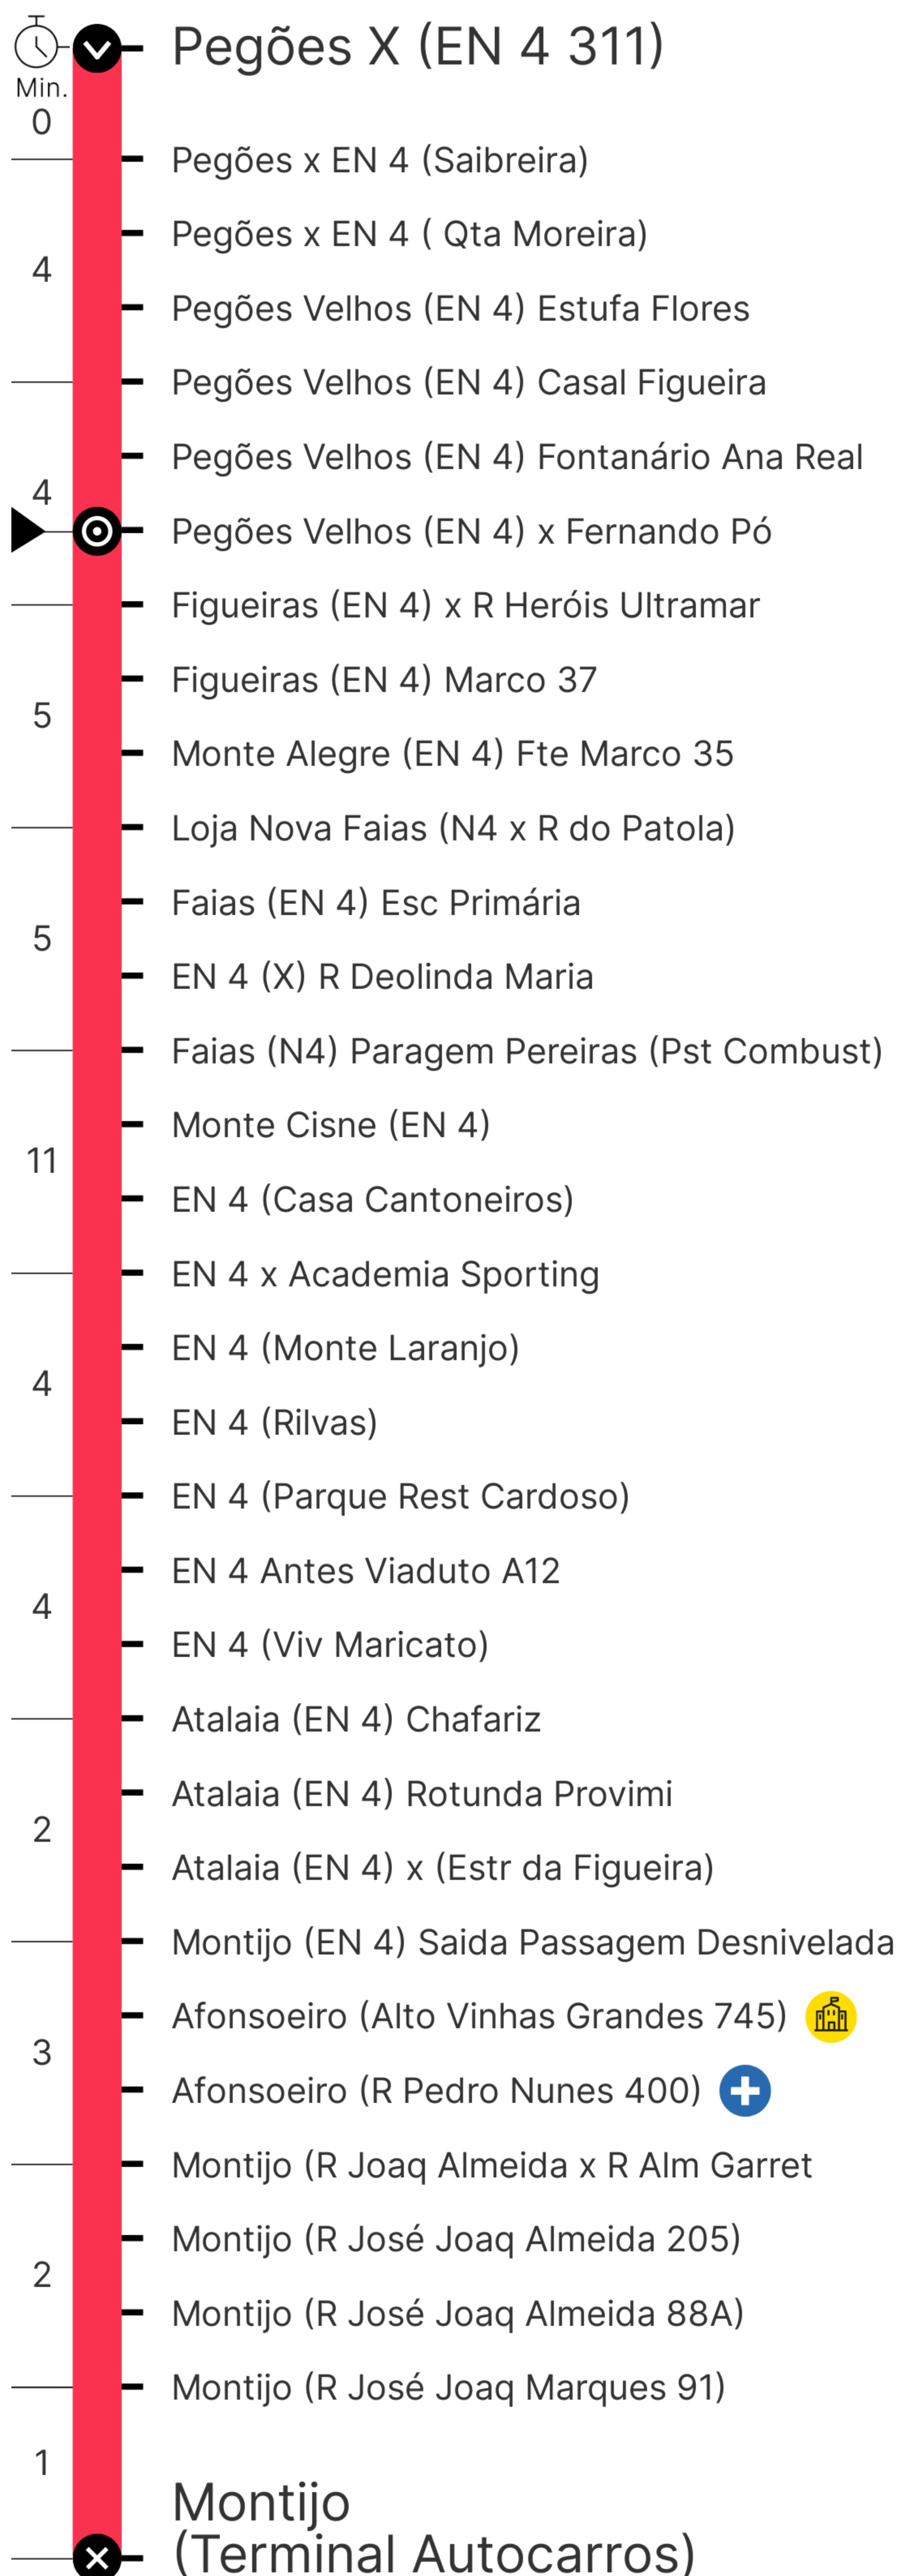 Pegões X (EN 4 311)
Min.
0
Pegões x EN 4 (Saibreira)
Pegões x EN 4 ( Qta Moreira)
4
Pegões Velhos (EN 4) Estufa Flores
Pegões Velhos (EN 4) Casal Figueira
Pegões Velhos (EN 4) Fontanário Ana Real
4
Pegões Velhos (EN 4) x Fernando Pó
Figueiras (EN 4) x R Heróis Ultramar
Figueiras (EN 4) Marco 37
5
Monte Alegre (EN 4) Fte Marco 35
Loja Nova Faias (N4 x R do Patola)
Faias (EN 4) Esc Primária
5
EN 4 (X) R Deolinda Maria
Faias (N4) Paragem Pereiras (Pst Combust)
Monte Cisne (EN 4)
11
EN 4 (Casa Cantoneiros)
EN 4 x Academia Sporting
EN 4 (Monte Laranjo)
4
EN 4 (Rilvas)
EN 4 (Parque Rest Cardoso)
EN 4 Antes Viaduto A12
4
EN 4 (Viv Maricato)
Atalaia (EN 4) Chafariz
Atalaia (EN 4) Rotunda Provimi
2
Atalaia (EN 4) x (Estr da Figueira)
Montijo (EN 4) Saida Passagem Desnivelada
Afonsoeiro (Alto Vinhas Grandes 745)
3
Afonsoeiro (R Pedro Nunes 400)
Montijo (R Joaq Almeida x R Alm Garret
Montijo (R José Joaq Almeida 205)
2
Montijo (R José Joaq Almeida 88A)
Montijo (R José Joaq Marques 91)
1
Montijo
(Terminal Autocarros)